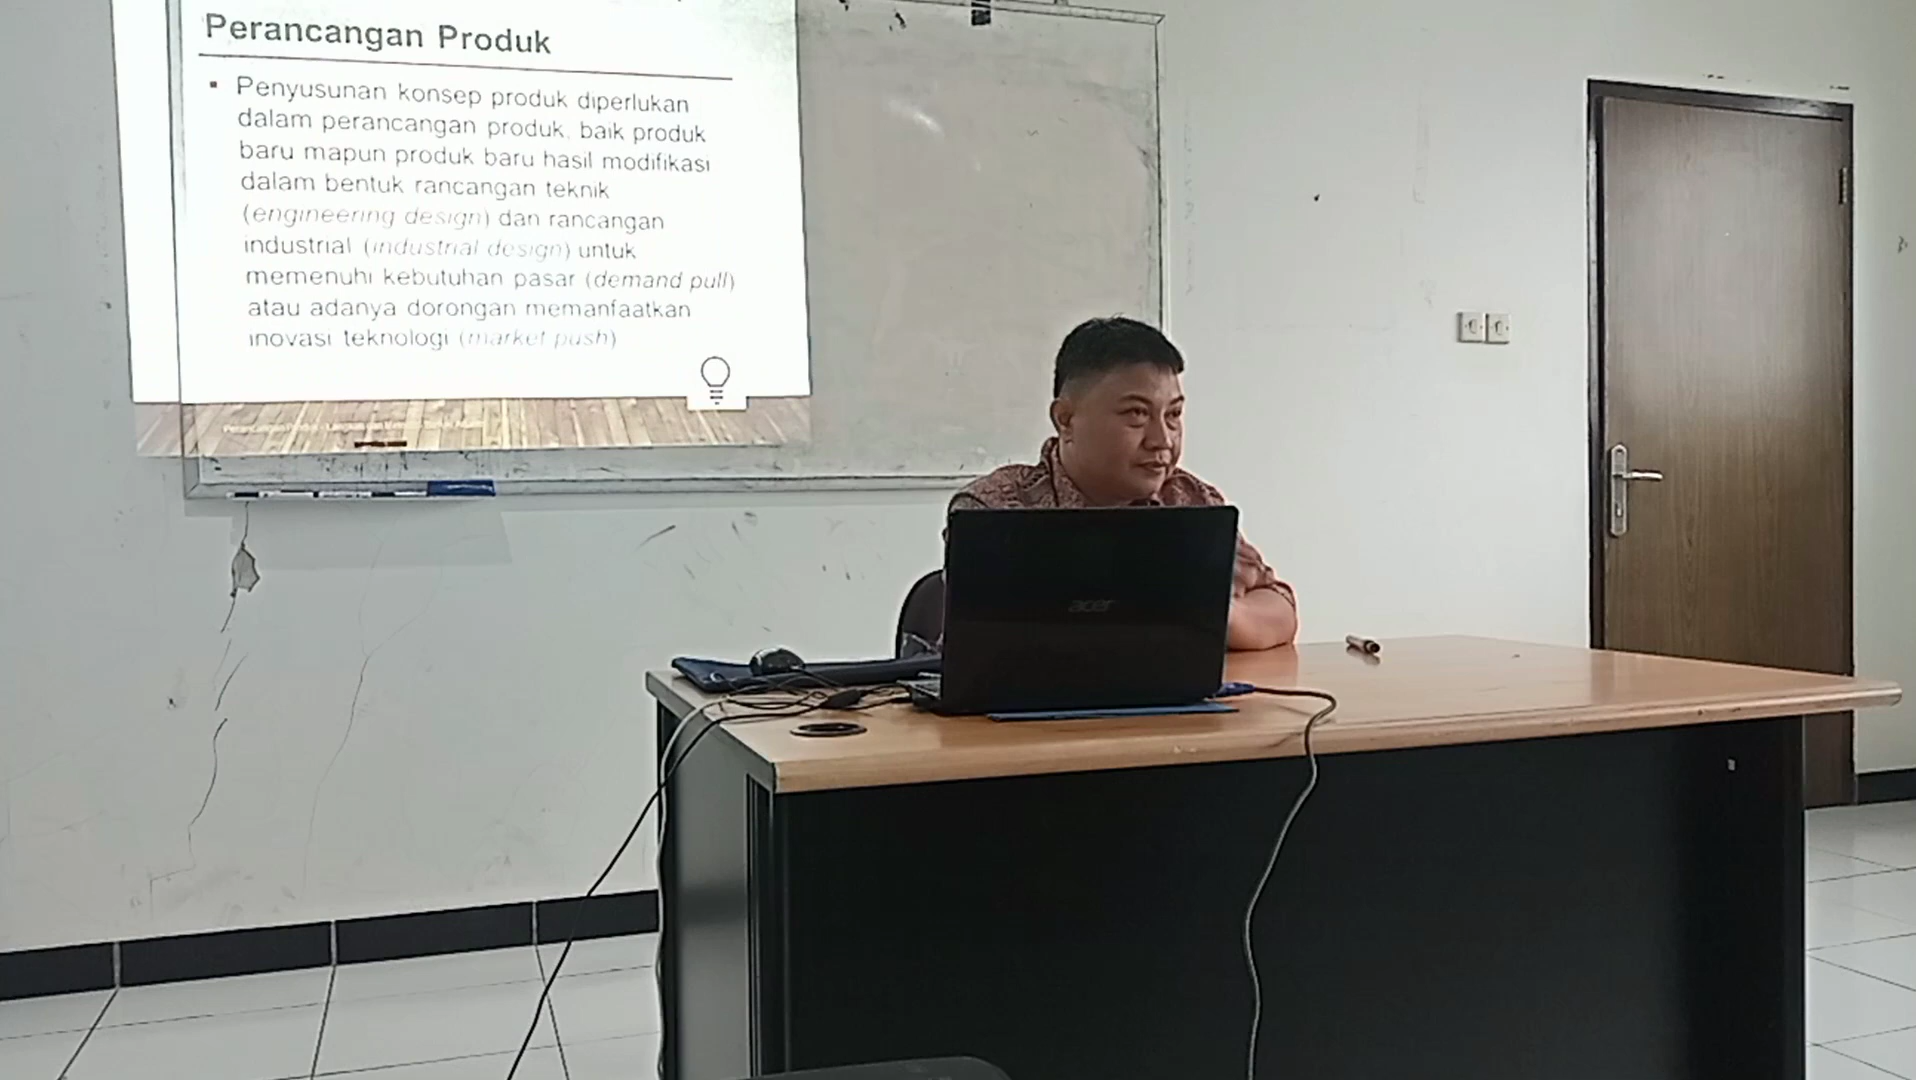 Perancangan Produk
▪ Penyusunan konsep produk diperlukan
dalam perancangan produk, baik produk
baru mapun produk baru hasil modifikasi
dalam bentuk rancangan teknik
(engineering design) dan rancangan
industrial (industrial design) untuk
memenuhi kebutuhan pasar (demand pull)
atau adanya dorongan memanfaatkan
inovasi teknologi (market push)
acer